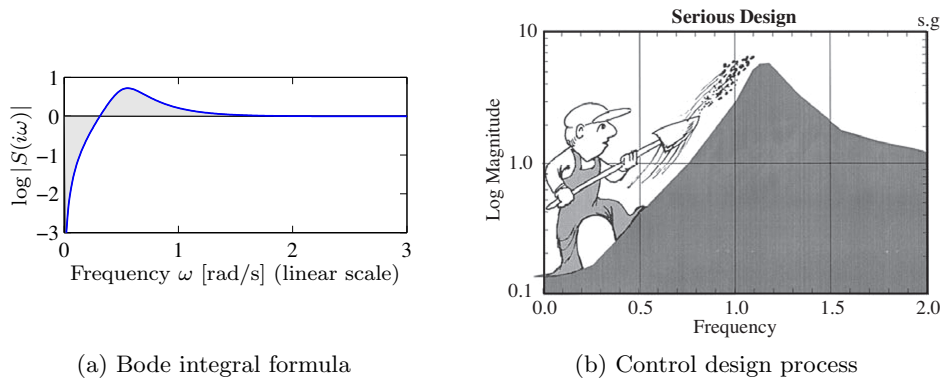 Serious Design
s.g
1
0
−1
−2
−3
log |S(iω)|
0 1 2 3
Frequency ω [rad/s] (linear scale)
(a) Bode integral formula
10
1.0
0.1
Log Magnitude
0.0 0.5 1.0 1.5 2.0
Frequency
(b) Control design process